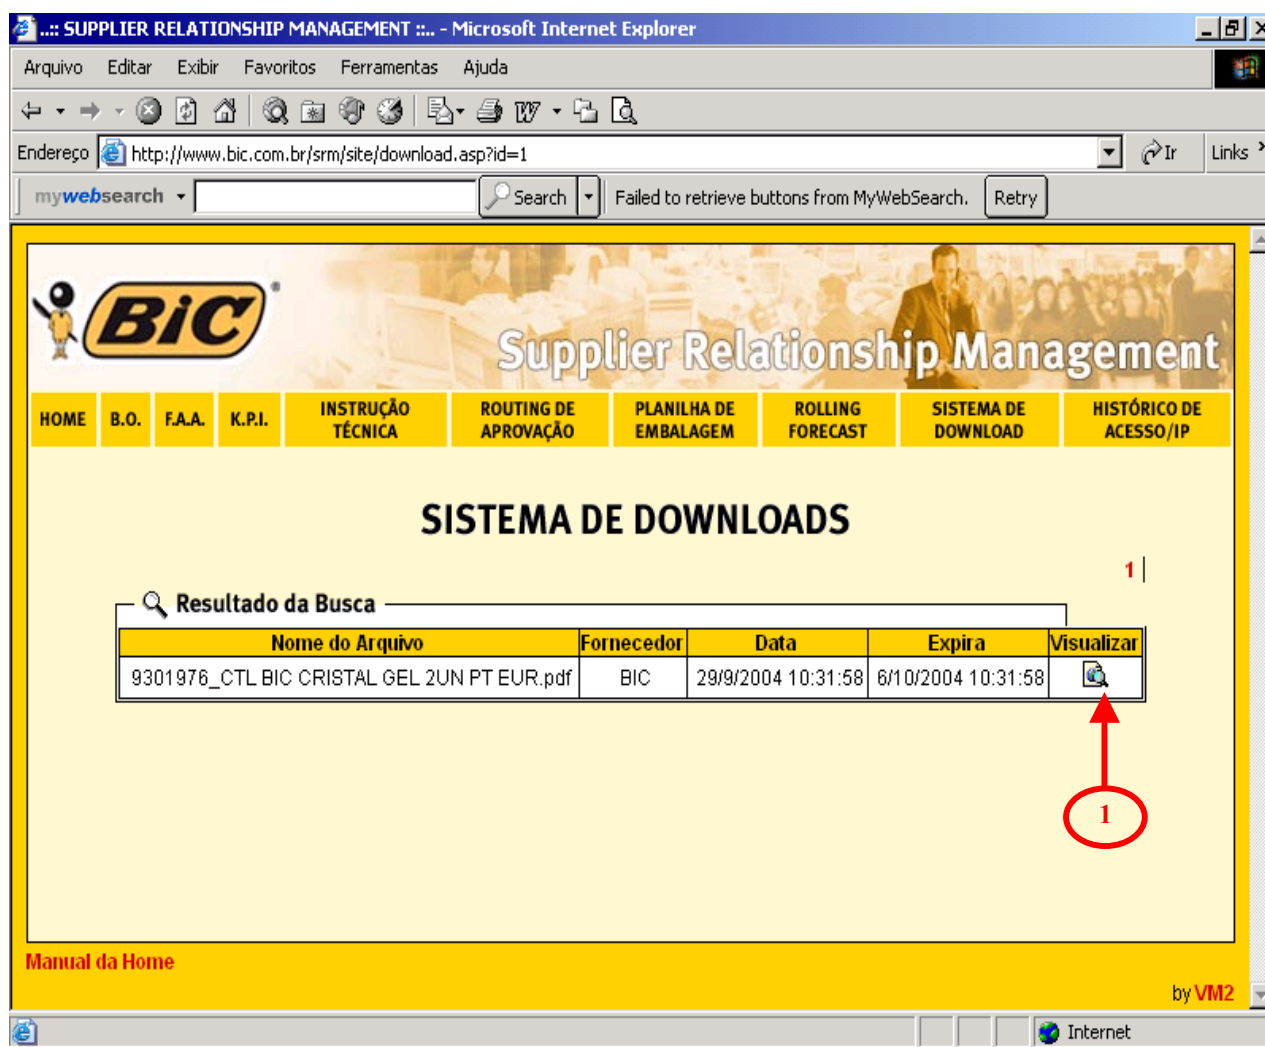 ..:: SUPPLIER RELATIONSHIP MANAGEMENT ::.. - Microsoft Internet Explorer
Arquivo Editar Exibir Favoritos Ferramentas Ajuda
Endereço http://www.bic.com.br/srm/site/download.asp?id=1 Ir Links
mywebsearch Search Failed to retrieve buttons from MyWebSearch. Retry
BiC
Supplier Relationship Management
HOME B.O. F.A.A. K.P.I. INSTRUÇÃO TÉCNICA ROUTING DE APROVAÇÃO PLANILHA DE EMBALAGEM ROLLING FORECAST SISTEMA DE DOWNLOAD HISTÓRICO DE ACESSO/IP
SISTEMA DE DOWNLOADS
1
Resultado da Busca
Nome do Arquivo Fornecedor Data Expira Visualizar
9301976_CTL BIC CRISTAL GEL 2UN PT EUR.pdf BIC 29/9/2004 10:31:58 6/10/2004 10:31:58
1
Manual da Home
by VM2
Internet